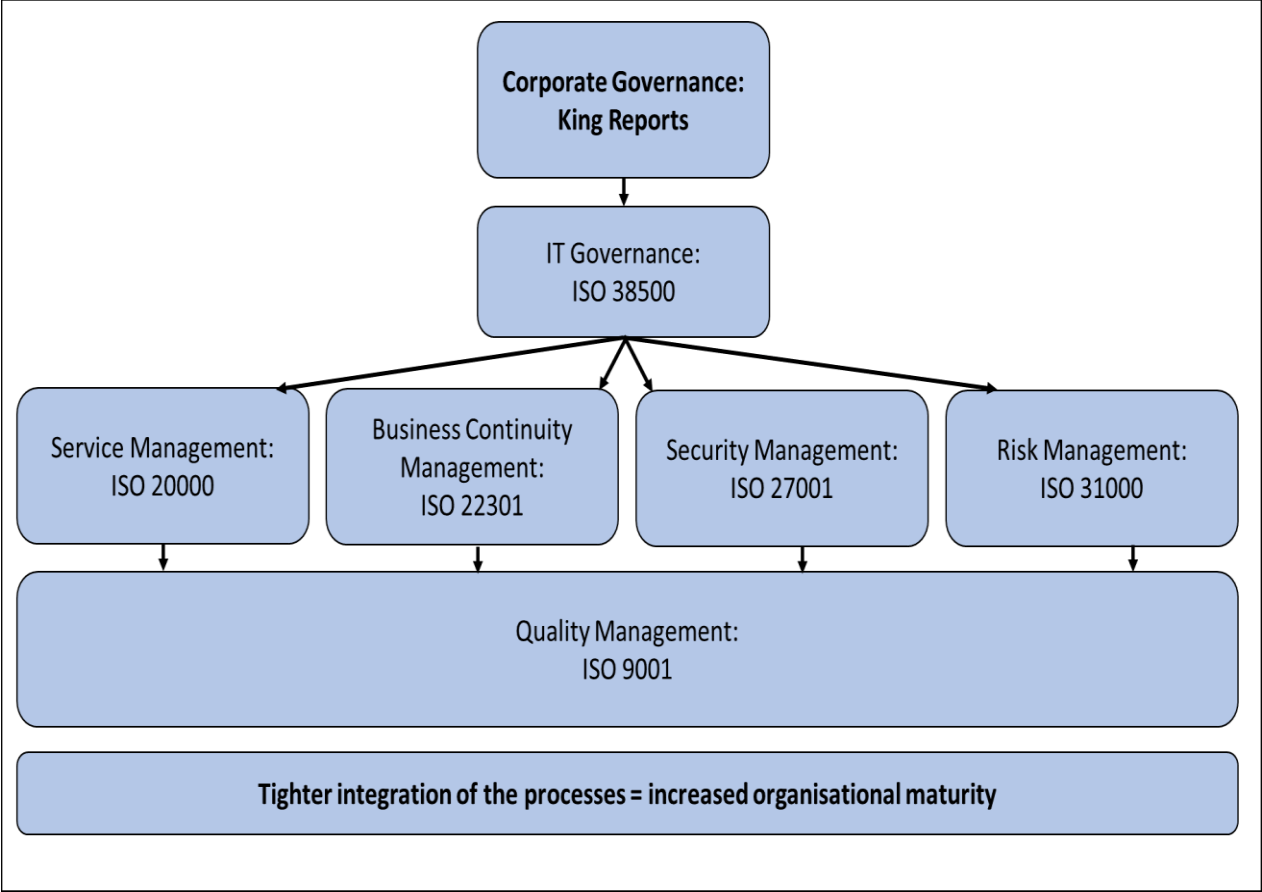 Corporate Governance:
King Reports
IT Governance:
ISO 38500
Service Management:
ISO 20000
Business Continuity
Management:
ISO 22301
Security Management:
ISO 27001
Risk Management:
ISO 31000
Quality Management:
ISO 9001
Tighter integration of the processes = increased organisational maturity